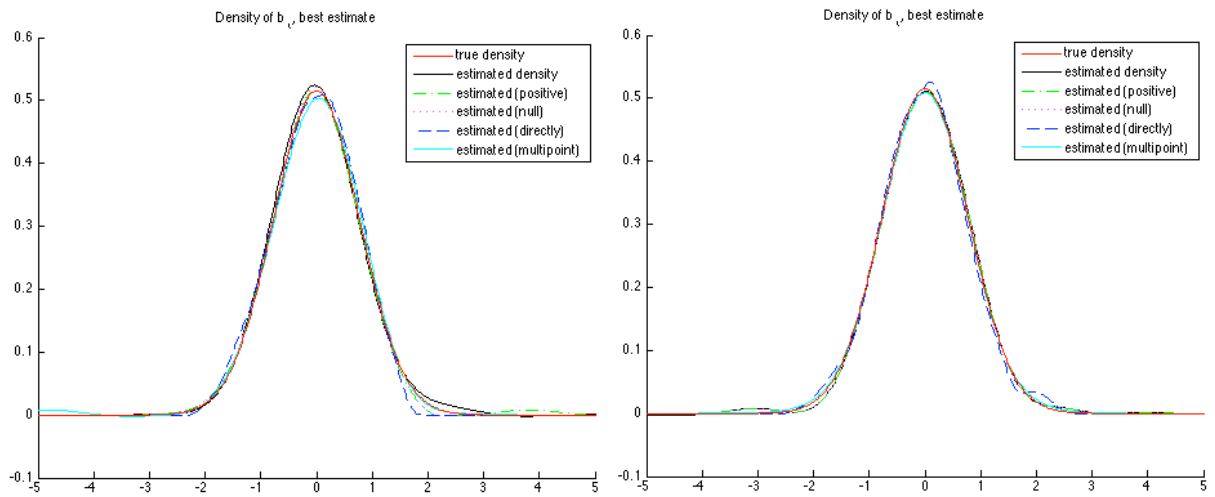 Density of b , best estimate
0.6
0.5
0.4
0.3
0.2
0.1
0
-0.1
-5 -4 -3 -2 -1 0 1 2 3 4 5
true density
estimated density
estimated (positive)
estimated (null)
estimated (directly)
estimated (multipoint)
Density of b , best estimate
0.6
0.5
0.4
0.3
0.2
0.1
0
-0.1
-5 -4 -3 -2 -1 0 1 2 3 4 5
true density
estimated density
estimated (positive)
estimated (null)
estimated (directly)
estimated (multipoint)